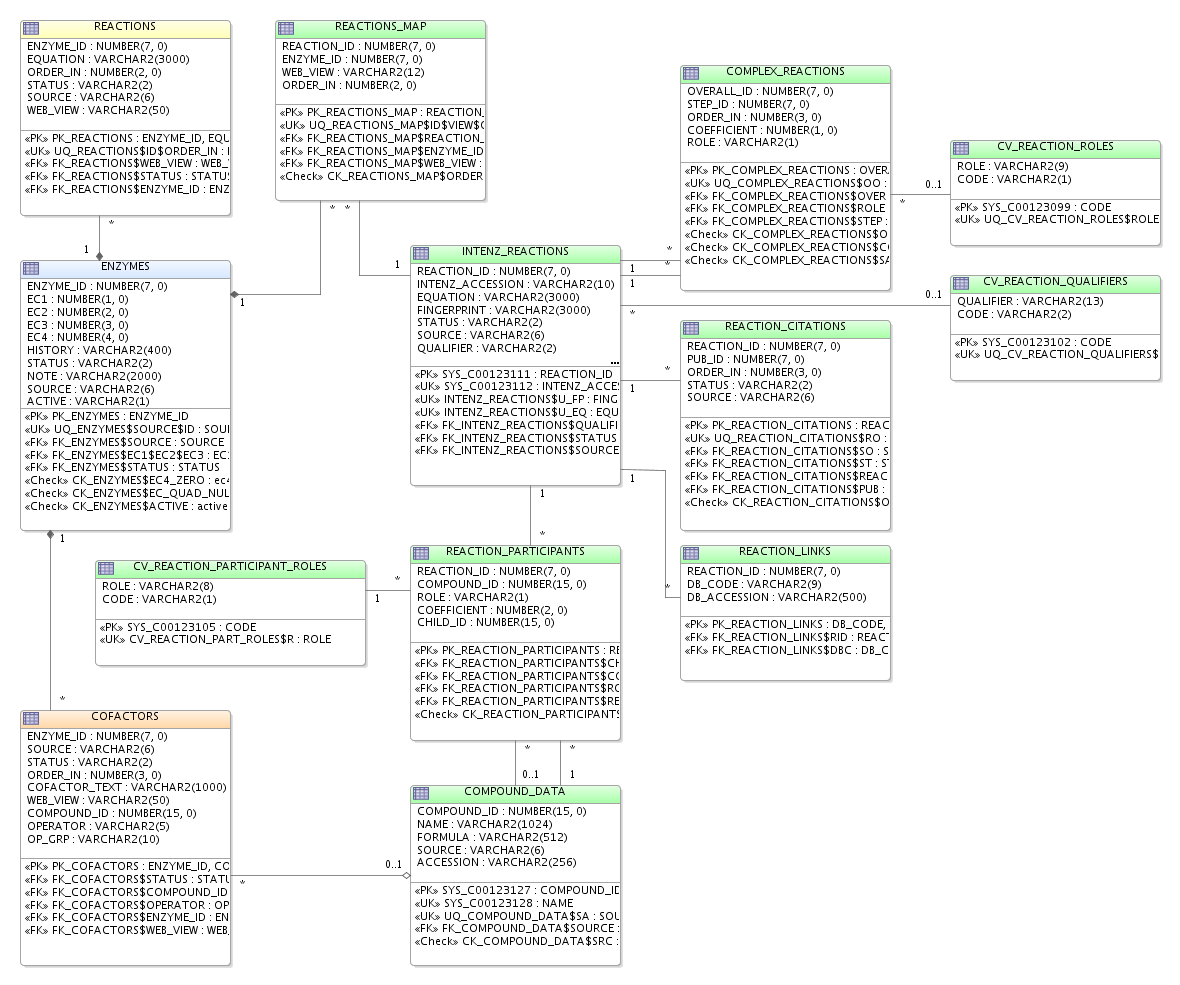 REACTIONS
ENZYME_ID : NUMBER(7, 0)
EQUATION : VARCHAR2(3000)
ORDER_IN : NUMBER(2, 0)
STATUS : VARCHAR2(2)
SOURCE : VARCHAR2(6)
WEB_VIEW : VARCHAR2(50)
«PK» PK_REACTIONS : ENZYME_ID, EQU
«UK» UQ_REACTIONS$ID$ORDER_IN :
«FK» FK_REACTIONS$WEB_VIEW : WEB_
«FK» FK_REACTIONS$STATUS : STATU
«FK» FK_REACTIONS$ENZYME_ID : ENZ
*
1
REACTIONS_MAP
REACTION_ID : NUMBER(7, 0)
ENZYME_ID : NUMBER(7, 0)
WEB_VIEW : VARCHAR2(12)
ORDER_IN : NUMBER(2, 0)
«PK» PK_REACTIONS_MAP : REACTION_
«UK» UQ_REACTIONS_MAP$ID$VIEW$
«FK» FK_REACTIONS_MAP$REACTION_
«FK» FK_REACTIONS_MAP$ENZYME_ID
«FK» FK_REACTIONS_MAP$WEB_VIEW :
«Check» CK_REACTIONS_MAP$ORDER
* *
1
1
COMPLEX_REACTIONS
OVERALL_ID : NUMBER(7, 0)
STEP_ID : NUMBER(7, 0)
ORDER_IN : NUMBER(3, 0)
COEFFICIENT : NUMBER(1, 0)
ROLE : VARCHAR2(1)
«PK» PK_COMPLEX_REACTIONS : OVER
«UK» UQ_COMPLEX_REACTIONS$OO :
«FK» FK_COMPLEX_REACTIONS$OVER
«FK» FK_COMPLEX_REACTIONS$ROLE
«FK» FK_COMPLEX_REACTIONS$STEP :
«Check» CK_COMPLEX_REACTIONS$O
«Check» CK_COMPLEX_REACTIONS$C
«Check» CK_COMPLEX_REACTIONS$SA
0..1
*
CV_REACTION_ROLES
ROLE : VARCHAR2(9)
CODE : VARCHAR2(1)
«PK» SYS_C00123099 : CODE
«UK» UQ_CV_REACTION_ROLES$ROLE
ENZYMES
ENZYME_ID : NUMBER(7, 0)
EC1 : NUMBER(1, 0)
EC2 : NUMBER(2, 0)
EC3 : NUMBER(3, 0)
EC4 : NUMBER(4, 0)
HISTORY : VARCHAR2(400)
STATUS : VARCHAR2(2)
NOTE : VARCHAR2(2000)
SOURCE : VARCHAR2(6)
ACTIVE : VARCHAR2(1)
«PK» PK_ENZYMES : ENZYME_ID
«UK» UQ_ENZYMES$SOURCE$ID : SOU
«FK» FK_ENZYMES$SOURCE : SOURCE
«FK» FK_ENZYMES$EC1$EC2$EC3 : EC
«FK» FK_ENZYMES$STATUS : STATUS
«Check» CK_ENZYMES$EC4_ZERO : ec4
«Check» CK_ENZYMES$EC_QUAD_NUL
«Check» CK_ENZYMES$ACTIVE : active
1
*
INTENZ_REACTIONS
REACTION_ID : NUMBER(7, 0)
INTENZ_ACCESSION : VARCHAR2(10)
EQUATION : VARCHAR2(3000)
FINGERPRINT : VARCHAR2(3000)
STATUS : VARCHAR2(2)
SOURCE : VARCHAR2(6)
QUALIFIER : VARCHAR2(2)
...
«PK» SYS_C00123111 : REACTION_ID
«UK» SYS_C00123112 : INTENZ_ACCE
«UK» INTENZ_REACTIONS$U_FP : FING
«UK» INTENZ_REACTIONS$U_EQ : EQU
«FK» FK_INTENZ_REACTIONS$QUALIFI
«FK» FK_INTENZ_REACTIONS$STATUS
«FK» FK_INTENZ_REACTIONS$SOURCE
*
1
*
1
*
0..1
1
*
1
*
1
*
CV_REACTION_QUALIFIERS
QUALIFIER : VARCHAR2(13)
CODE : VARCHAR2(2)
«PK» SYS_C00123102 : CODE
«UK» UQ_CV_REACTION_QUALIFIERS$
REACTION_CITATIONS
REACTION_ID : NUMBER(7, 0)
PUB_ID : NUMBER(7, 0)
ORDER_IN : NUMBER(3, 0)
STATUS : VARCHAR2(2)
SOURCE : VARCHAR2(6)
«PK» PK_REACTION_CITATIONS : REAC
«UK» UQ_REACTION_CITATIONS$RO :
«FK» FK_REACTION_CITATIONS$SO : S
«FK» FK_REACTION_CITATIONS$ST : S
«FK» FK_REACTION_CITATIONS$REAC
«FK» FK_REACTION_CITATIONS$PUB :
«Check» CK_REACTION_CITATIONS$O
CV_REACTION_PARTICIPANT_ROLES
ROLE : VARCHAR2(8)
CODE : VARCHAR2(1)
«PK» SYS_C00123105 : CODE
«UK» CV_REACTION_PART_ROLES$R : ROLE
*
1
REACTION_PARTICIPANTS
REACTION_ID : NUMBER(7, 0)
COMPOUND_ID : NUMBER(15, 0)
ROLE : VARCHAR2(1)
COEFFICIENT : NUMBER(2, 0)
CHILD_ID : NUMBER(15, 0)
«PK» PK_REACTION_PARTICIPANTS : RE
«FK» FK_REACTION_PARTICIPANTS$CH
«FK» FK_REACTION_PARTICIPANTS$CO
«FK» FK_REACTION_PARTICIPANTS$RO
«FK» FK_REACTION_PARTICIPANTS$RE
«Check» CK_REACTION_PARTICIPANTS
* *
0..1 1
REACTION_LINKS
REACTION_ID : NUMBER(7, 0)
DB_CODE : VARCHAR2(9)
DB_ACCESSION : VARCHAR2(500)
«PK» PK_REACTION_LINKS : DB_CODE,
«FK» FK_REACTION_LINKS$RID : REACT
«FK» FK_REACTION_LINKS$DBC : DB_C
COFACTORS
ENZYME_ID : NUMBER(7, 0)
SOURCE : VARCHAR2(6)
STATUS : VARCHAR2(2)
ORDER_IN : NUMBER(3, 0)
COFACTOR_TEXT : VARCHAR2(1000)
WEB_VIEW : VARCHAR2(50)
COMPOUND_ID : NUMBER(15, 0)
OPERATOR : VARCHAR2(5)
OP_GRP : VARCHAR2(10)
«PK» PK_COFACTORS : ENZYME_ID, CO
«FK» FK_COFACTORS$STATUS : STATU
«FK» FK_COFACTORS$COMPOUND_ID
«FK» FK_COFACTORS$OPERATOR : OP
«FK» FK_COFACTORS$ENZYME_ID : EN
«FK» FK_COFACTORS$WEB_VIEW : WEB_
0..1
*
COMPOUND_DATA
COMPOUND_ID : NUMBER(15, 0)
NAME : VARCHAR2(1024)
FORMULA : VARCHAR2(512)
SOURCE : VARCHAR2(6)
ACCESSION : VARCHAR2(256)
«PK» SYS_C00123127 : COMPOUND_ID
«UK» SYS_C00123128 : NAME
«UK» UQ_COMPOUND_DATA$SA : SOU
«FK» FK_COMPOUND_DATA$SOURCE :
«Check» CK_COMPOUND_DATA$SRC :